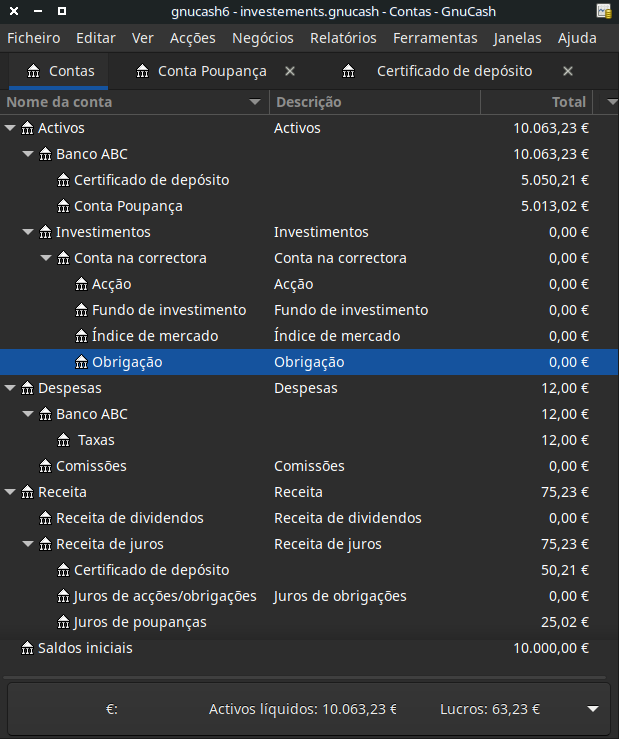 gnucash6 - investements.gnucash - Contas - GnuCash
Ficheiro Editar Ver Acções Negócios Relatórios Ferramentas Janelas Ajuda
Contas Conta Poupança Certificado de depósito
Nome da conta Descrição Total
Activos Activos 10.063,23 €
Banco ABC 10.063,23 €
Certificado de depósito 5.050,21 €
Conta Poupança 5.013,02 €
Investimentos Investimentos 0,00 €
Conta na correctora Conta na correctora 0,00 €
Acção Acção 0,00 €
Fundo de investimento Fundo de investimento 0,00 €
Índice de mercado Índice de mercado 0,00 €
Obrigação Obrigação 0,00 €
Despesas Despesas 12,00 €
Banco ABC 12,00 €
Taxas 12,00 €
Comissões Comissões 0,00 €
Receita Receita 75,23 €
Receita de dividendos Receita de dividendos 0,00 €
Receita de juros Receita de juros 75,23 €
Certificado de depósito 50,21 €
Juros de acções/obrigações Juros de obrigações 0,00 €
Juros de poupanças 25,02 €
Saldos iniciais 10.000,00 €
€: Activos líquidos: 10.063,23 € Lucros: 63,23 €